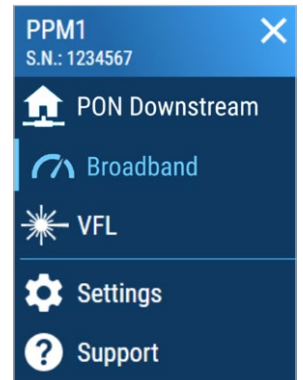 PPM1
S.N.: 1234567
PON Downstream
Broadband
VFL
Settings
? Support